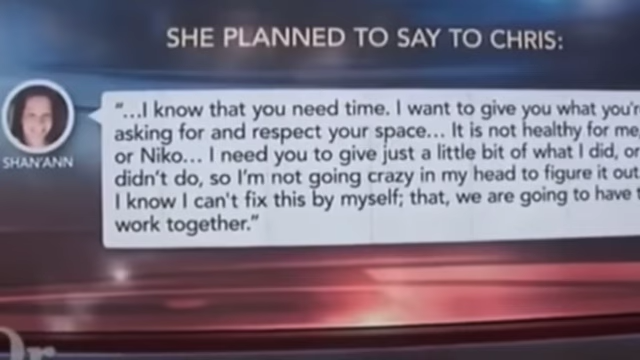 SHE PLANNED TO SAY TO CHRIS:
"...I know that you need time. I want to give you what you'r
asking for and respect your space... It is not healthy for me
or Niko... I need you to give just a little bit of what I did, or
didn't do, so I'm not going crazy in my head to figure it out
I know I can't fix this by myself; that, we are going to have t
work together."
SHAN'ANN
Dr